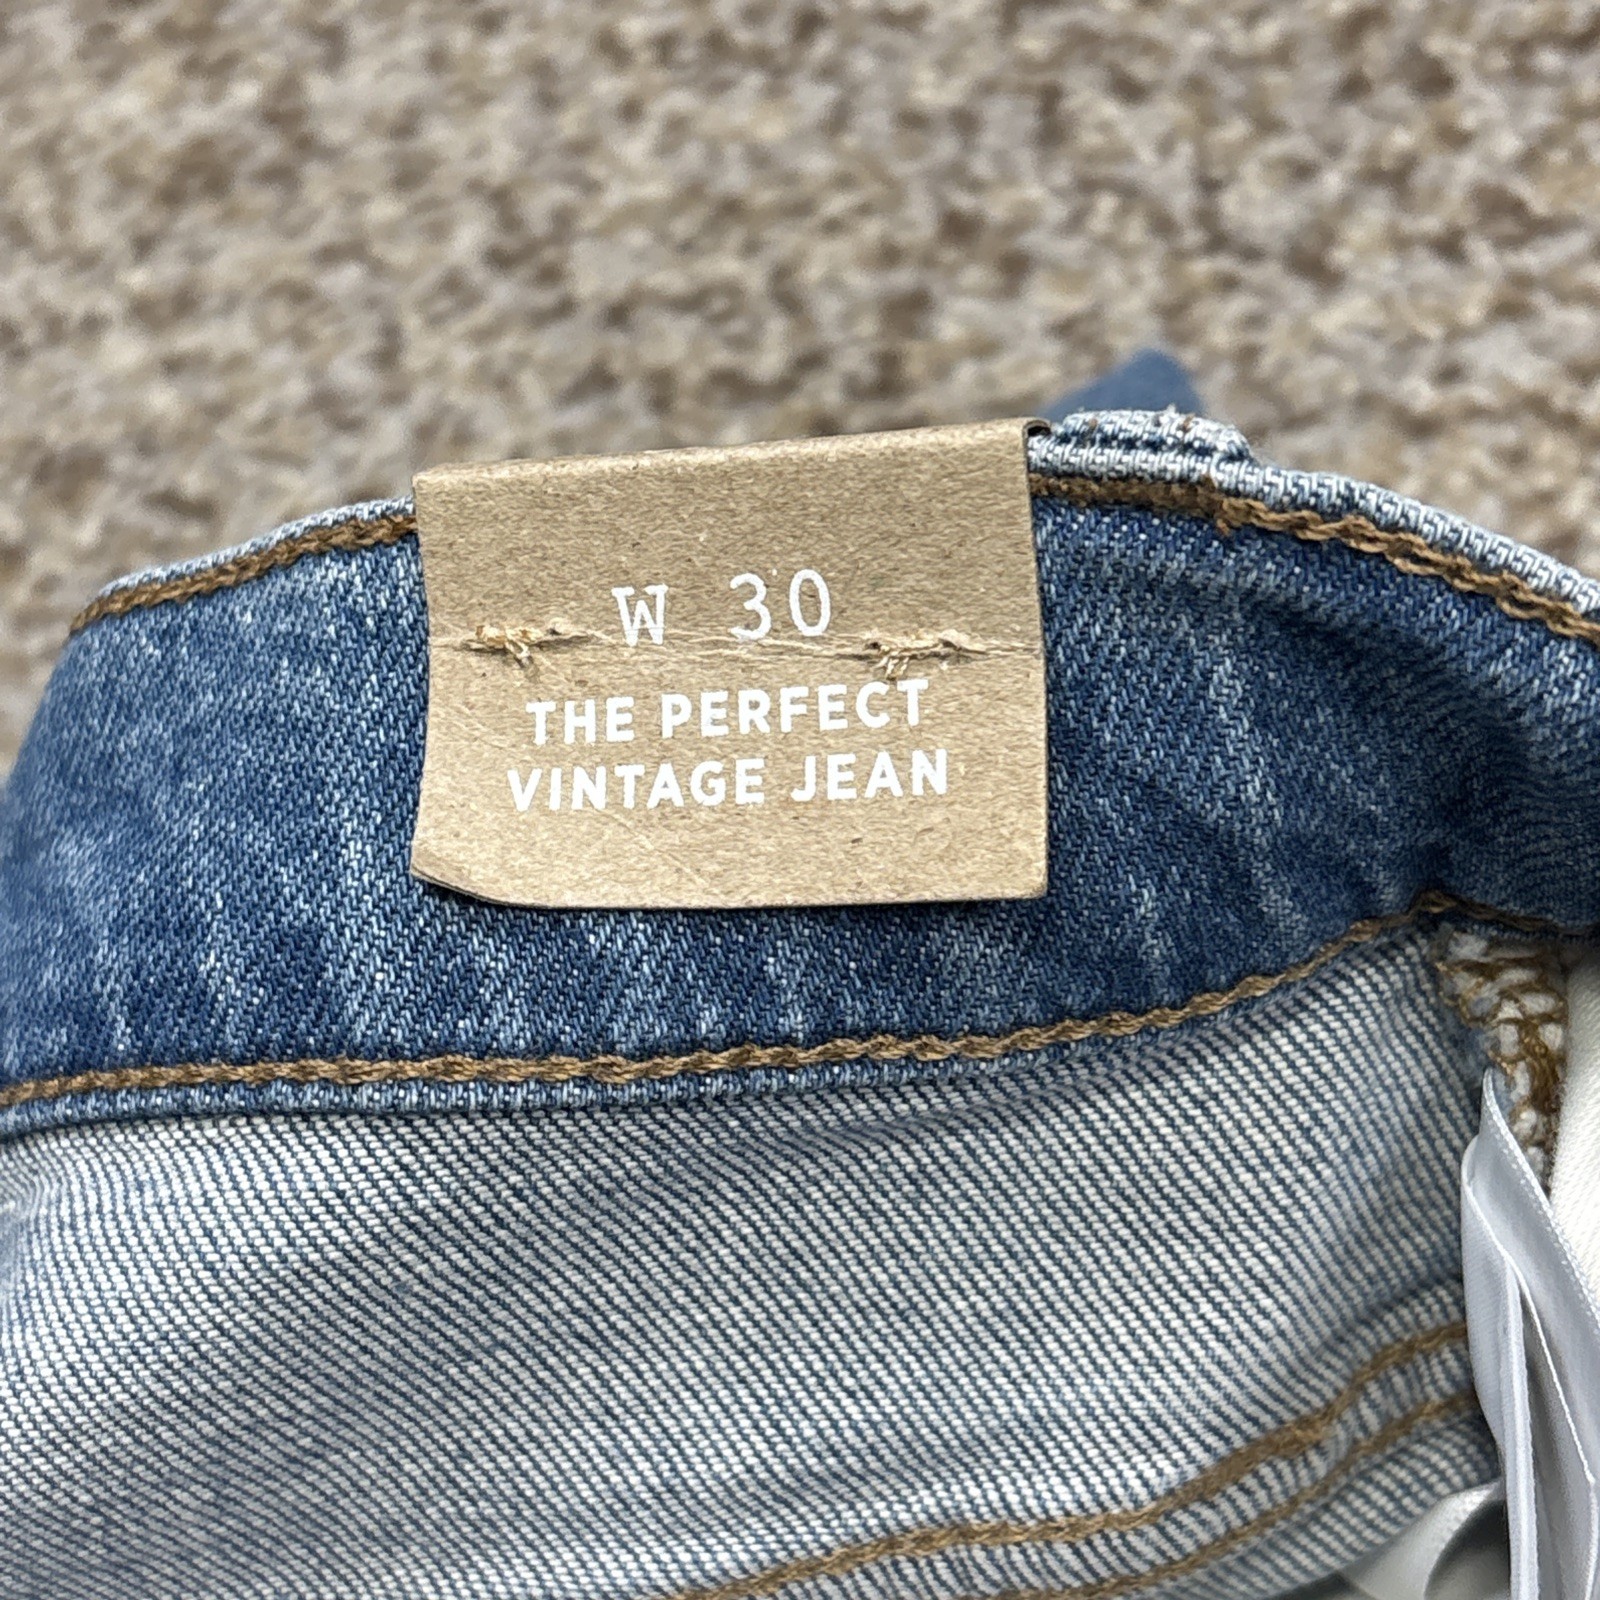 W 30
THE PERFECT
VINTAGE JEAN